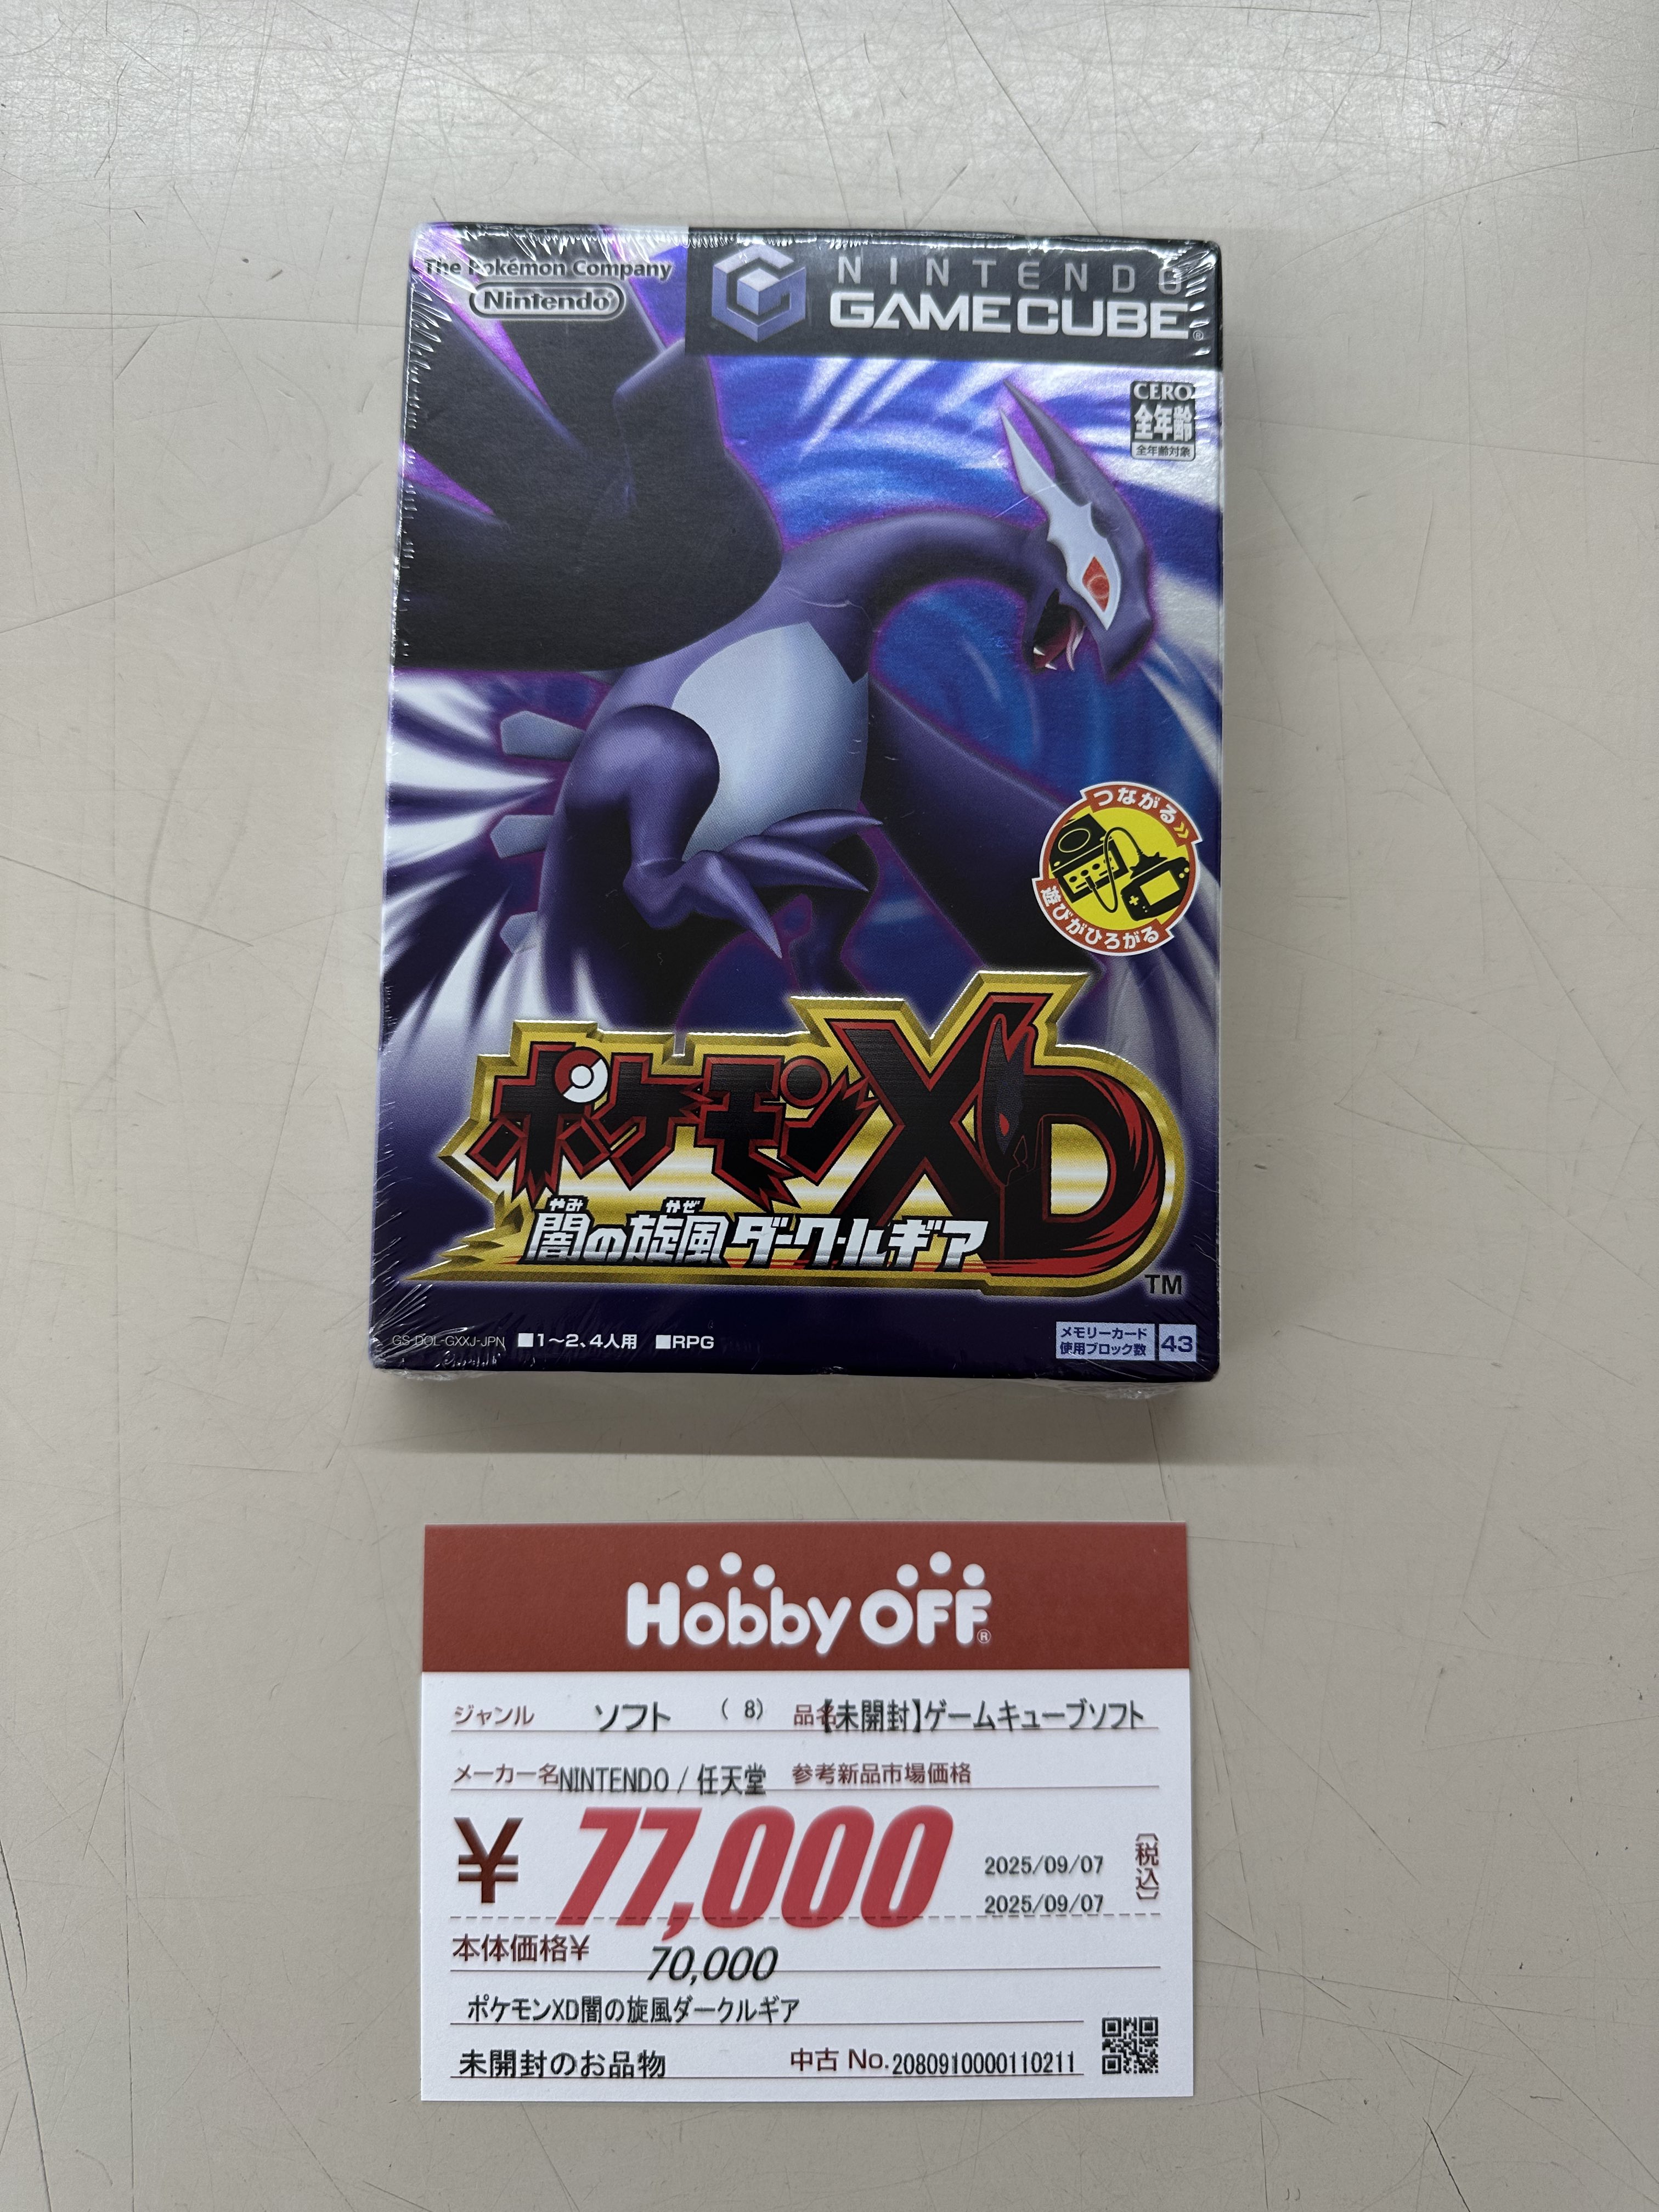 The Pokémon Company
Nintendo
NINTENDO
GAMECUBE®
CERO
全年齢
全年齢対象
つながる
遊びがひろがる
ポケモンXD
やみ かぜ
闇の旋風ダーク・ルギア
TM
GS-DOL-GXXJ-JPN ■1〜2、4人用 ■RPG
メモリーカード
使用ブロック数 43
Hobby OFF®
ジャンル ソフト ( 8) 品名【未開封】ゲームキューブソフト
メーカー名NINTENDO / 任天堂 参考新品市場価格
¥ 77,000 2025/09/07 〔税込〕
2025/09/07
本体価格¥ 70,000
ポケモンXD闇の旋風ダークルギア
未開封のお品物 中古 No.2080910000110211